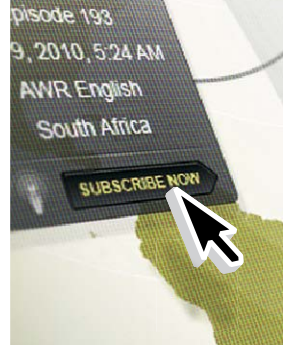 pisode 193
9, 2010, 5:24 AM
AWR English
South Africa
SUBSCRIBE NOW